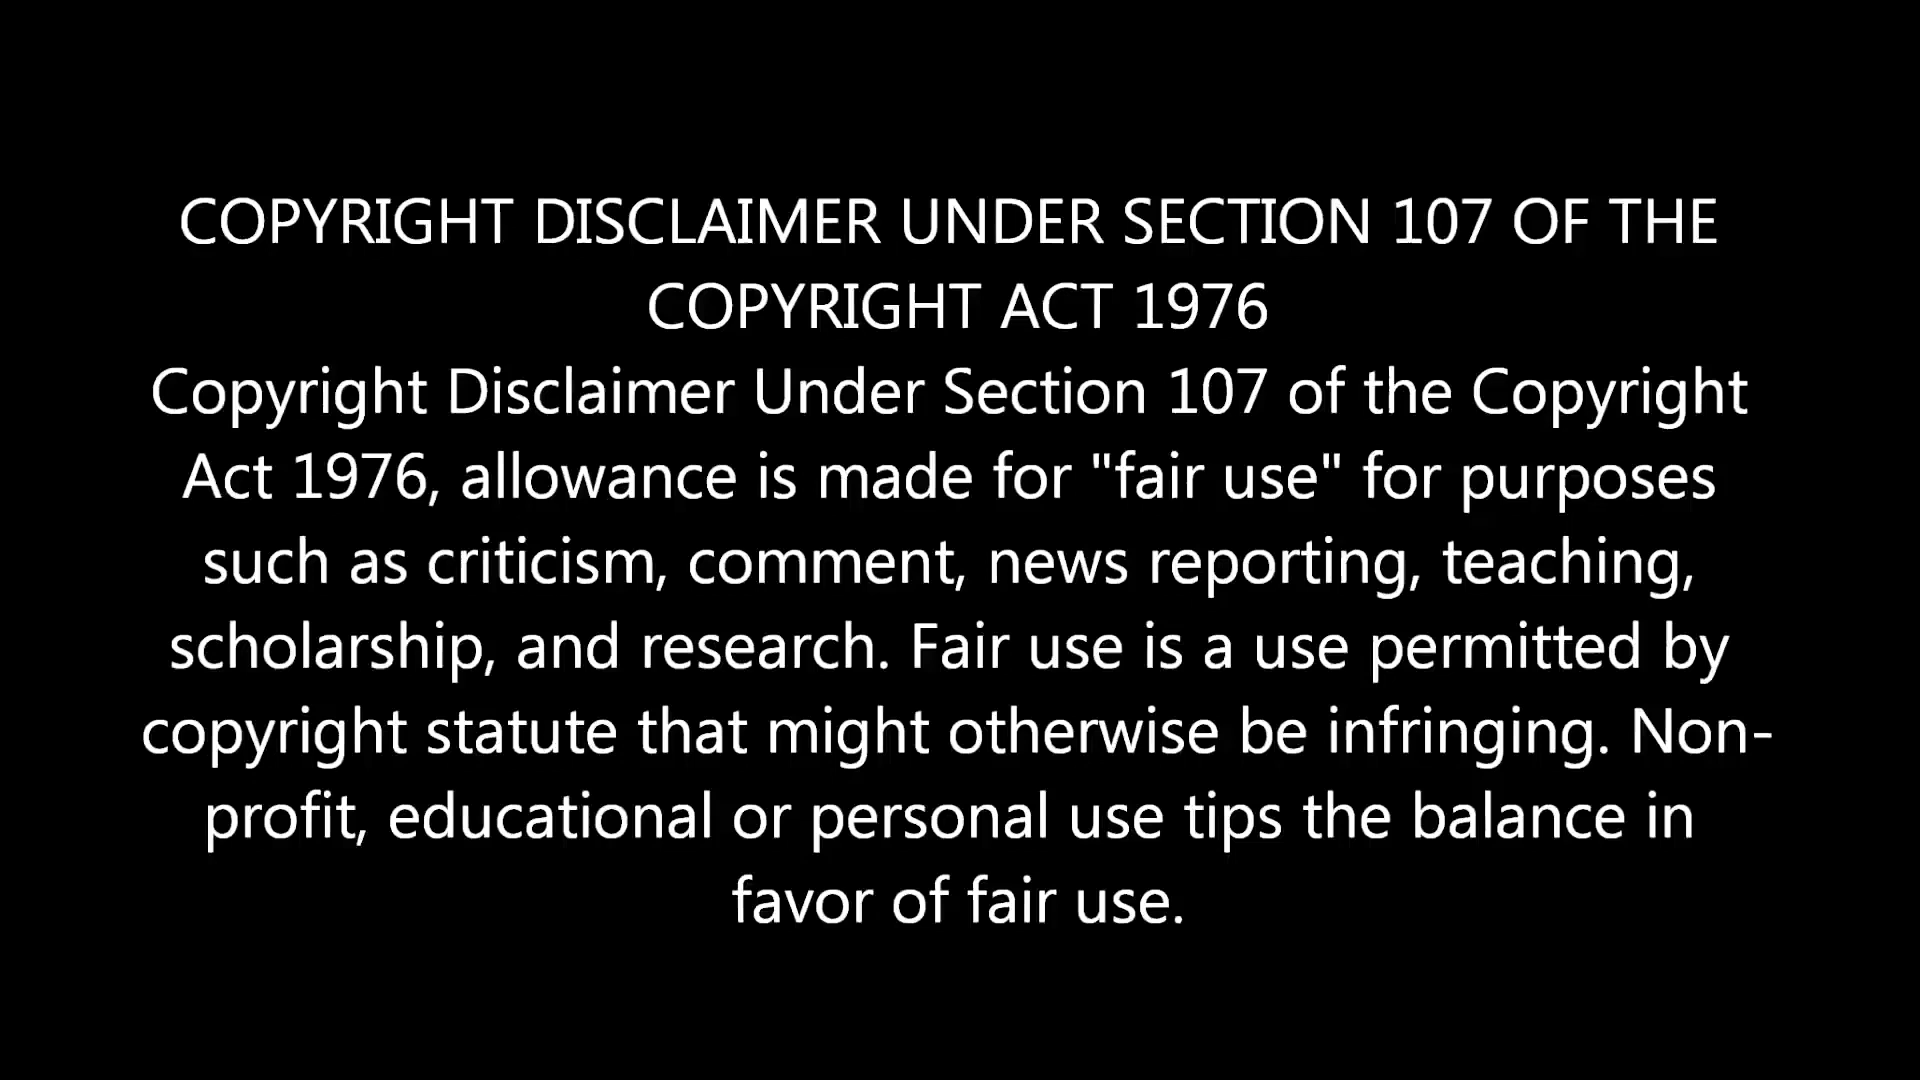 COPYRIGHT DISCLAIMER UNDER SECTION 107 OF THE
COPYRIGHT ACT 1976
Copyright Disclaimer Under Section 107 of the Copyright
Act 1976, allowance is made for "fair use" for purposes
such as criticism, comment, news reporting, teaching,
scholarship, and research. Fair use is a use permitted by
copyright statute that might otherwise be infringing. Non-
profit, educational or personal use tips the balance in
favor of fair use.